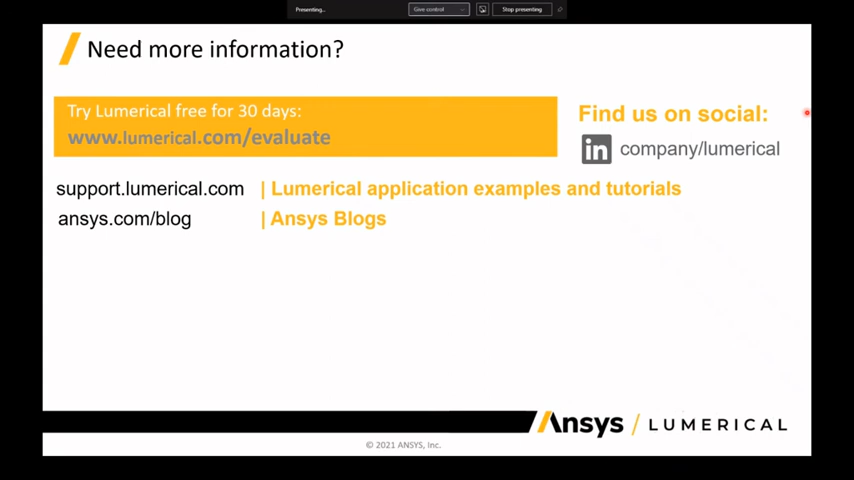 Presenting...
Give control
Stop presenting
Need more information?
Try Lumerical free for 30 days:
www.lumerical.com/evaluate
Find us on social:
in company/lumerical
support.lumerical.com | Lumerical application examples and tutorials
ansys.com/blog | Ansys Blogs
Ansys / LUMERICAL
© 2021 ANSYS, Inc.